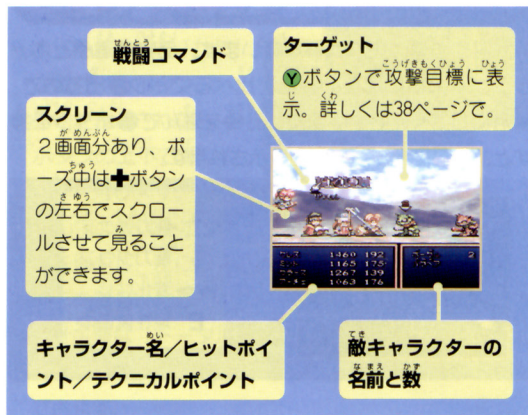 戦闘コマンド
ターゲット
Ⓨボタンで攻撃目標に表
示。詳しくは38ページで。
スクリーン
2画面分あり、ポ
ーズ中は✚ボタン
の左右でスクロー
ルさせて見ること
ができます。
1460 192
1165 175
1267 139
1063 176
2
キャラクター名／ヒットポイ
ント／テクニカルポイント
敵キャラクターの
名前と数